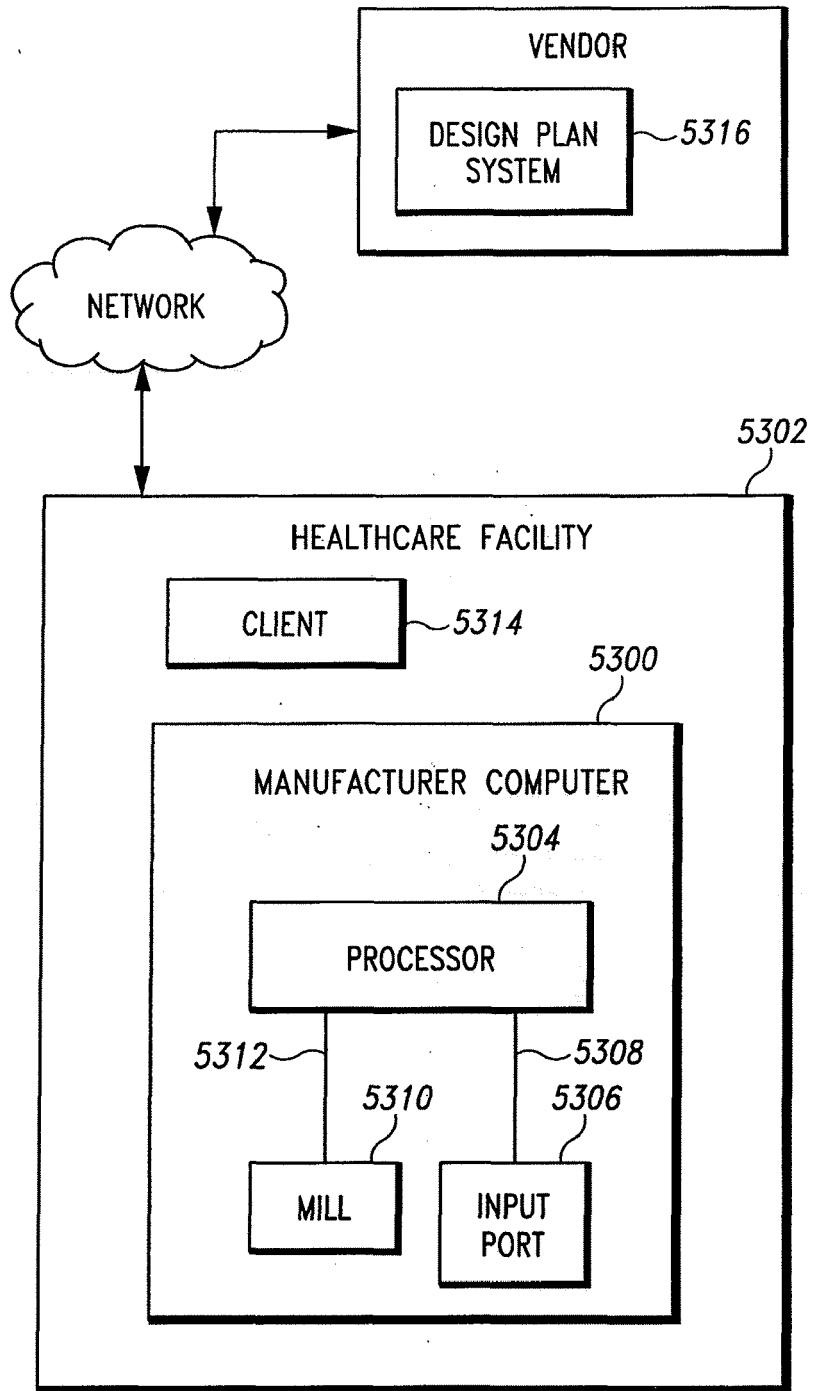 VENDOR
DESIGN PLAN
SYSTEM
5316
NETWORK
5302
HEALTHCARE FACILITY
CLIENT
5314
5300
MANUFACTURER COMPUTER
5304
PROCESSOR
5312
5308
5310
5306
MILL
INPUT
PORT